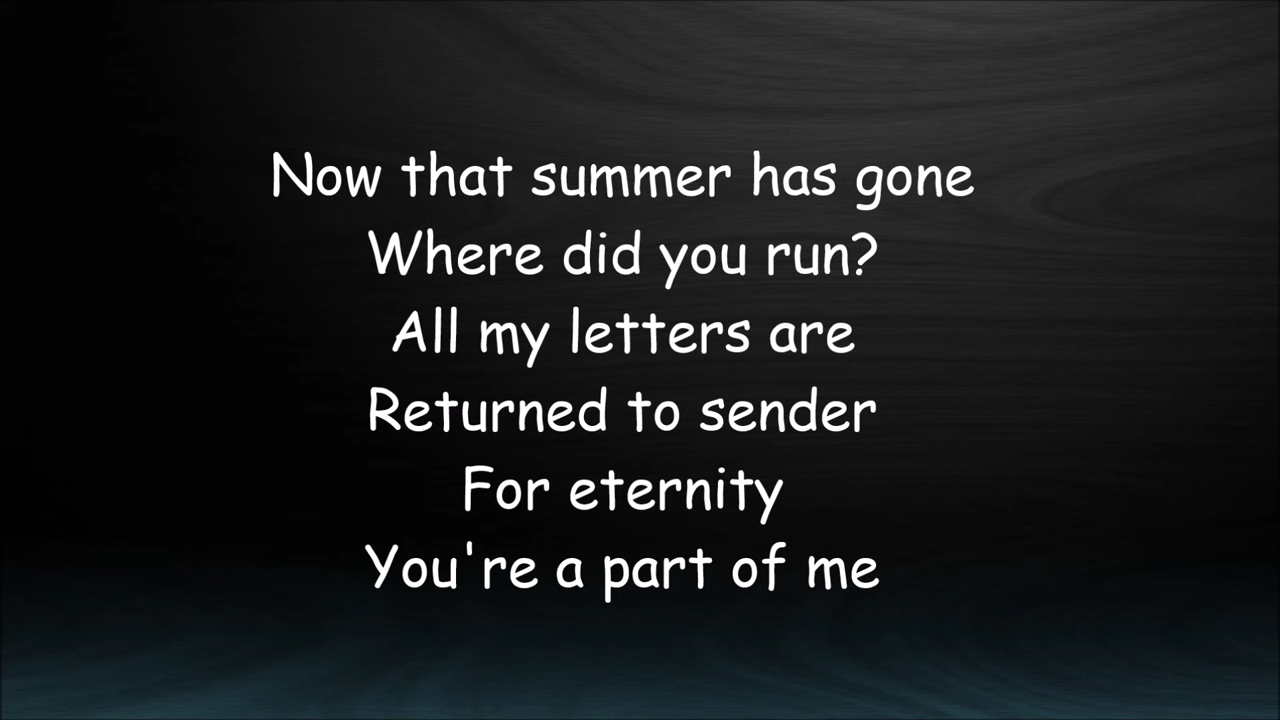 Now that summer has gone
Where did you run?
All my letters are
Returned to sender
For eternity
You're a part of me